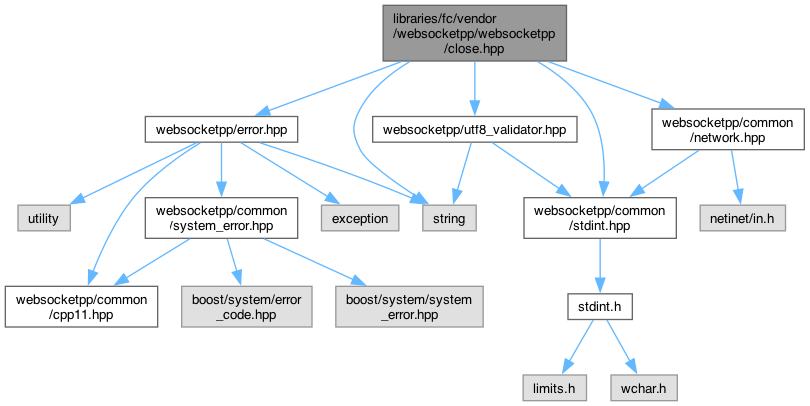 libraries/fc/vendor
/websocketpp/websocketpp
/close.hpp
websocketpp/error.hpp
websocketpp/utf8_validator.hpp
websocketpp/common
/network.hpp
utility
websocketpp/common
/system_error.hpp
exception
string
websocketpp/common
/stdint.hpp
netinet/in.h
websocketpp/common
/cpp11.hpp
boost/system/error
_code.hpp
boost/system/system
_error.hpp
stdint.h
limits.h
wchar.h